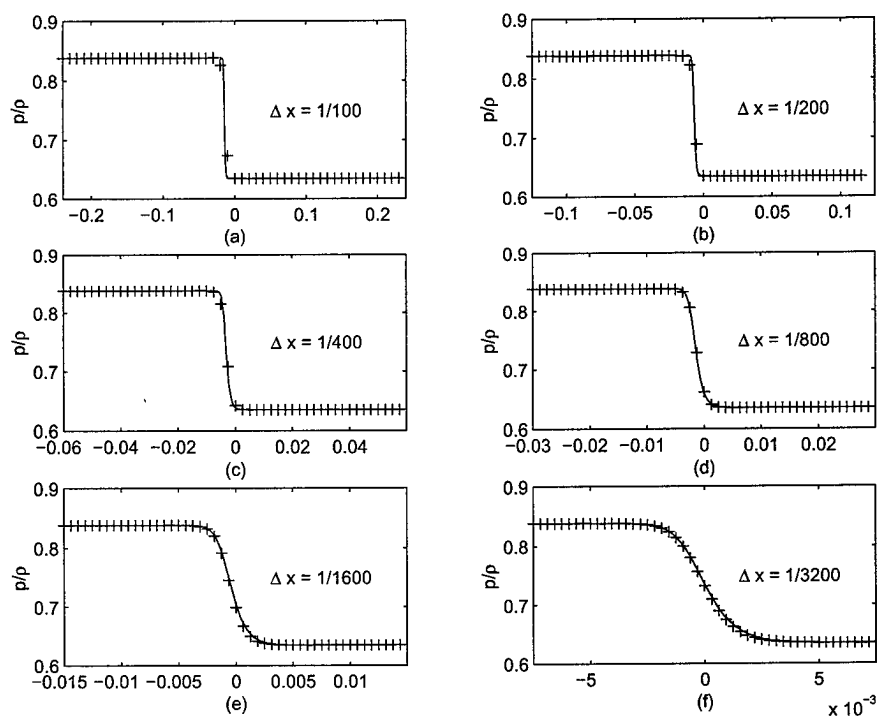 0.9
0.8
0.7
0.6
p/ρ
Δ x = 1/100
−0.2 −0.1 0 0.1 0.2
(a)
0.9
0.8
0.7
0.6
p/ρ
Δ x = 1/200
−0.1 −0.05 0 0.05 0.1
(b)
0.9
0.8
0.7
0.6
p/ρ
Δ x = 1/400
−0.06 −0.04 −0.02 0 0.02 0.04
(c)
0.9
0.8
0.7
0.6
p/ρ
Δ x = 1/800
−0.03 −0.02 −0.01 0 0.01 0.02
(d)
0.9
0.8
0.7
0.6
p/ρ
Δ x = 1/1600
−0.015 −0.01 −0.005 0 0.005 0.01
(e)
0.9
0.8
0.7
0.6
p/ρ
Δ x = 1/3200
−5 0 5
(f)
x 10⁻³